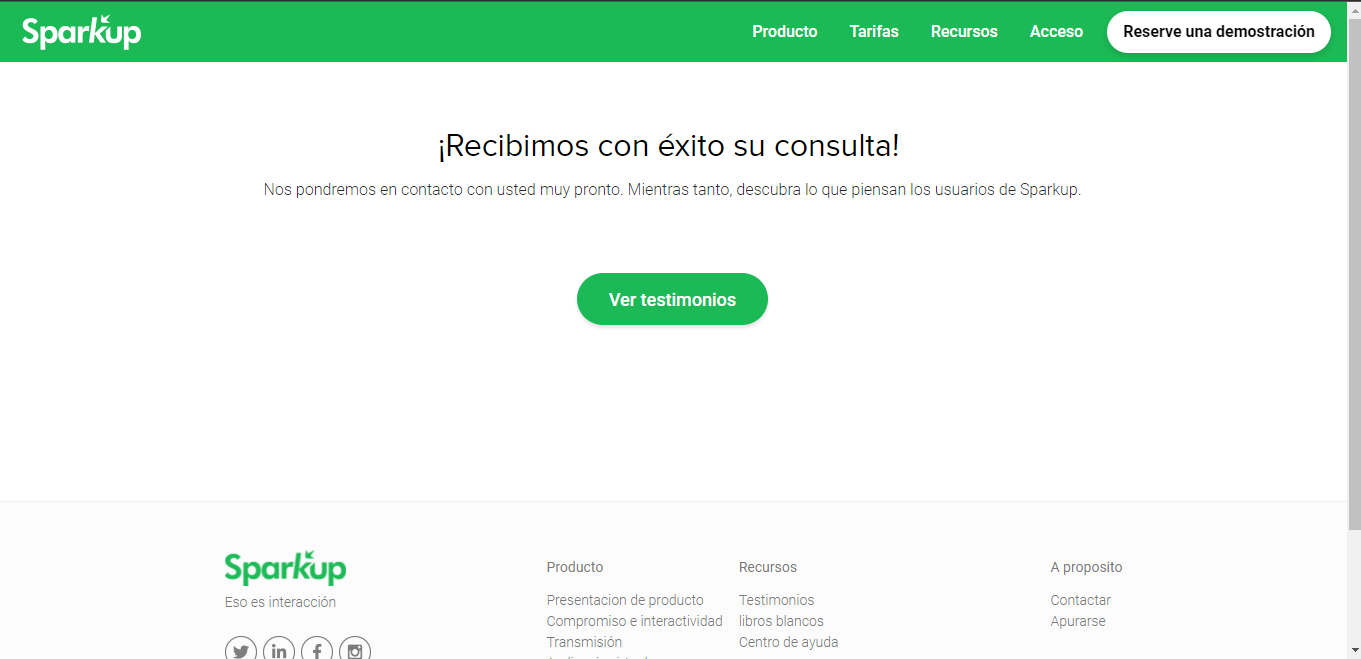 Sparkup
Producto
Tarifas
Recursos
Acceso
Reserve una demostración
¡Recibimos con éxito su consulta!
Nos pondremos en contacto con usted muy pronto. Mientras tanto, descubra lo que piensan los usuarios de Sparkup.
Ver testimonios
Sparkup
Eso es interacción
Producto
Presentacion de producto
Compromiso e interactividad
Transmisión
Recursos
Testimonios
libros blancos
Centro de ayuda
A proposito
Contactar
Apurarse